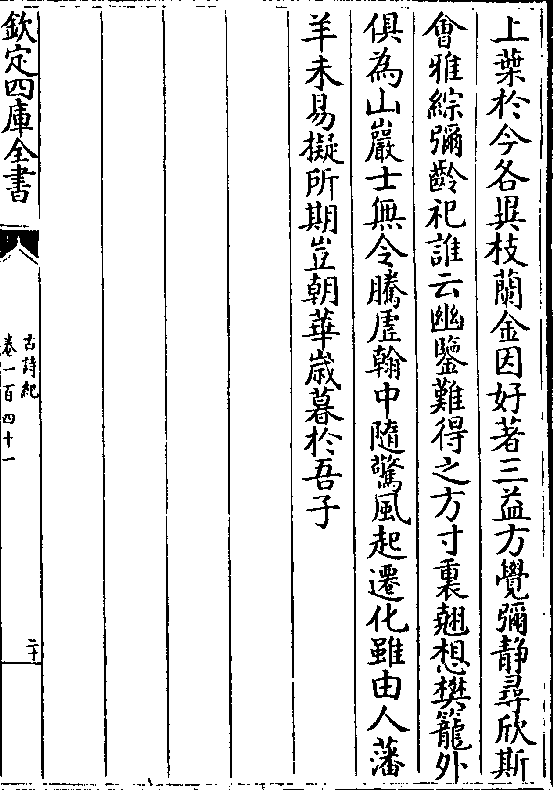 上葉於今各異枝蘭金因好著三益方覺彌静尋欣斯
會雅綜彌齡祀誰云幽鑒難得之方寸裏翹想樊籠外
俱為山巖士無令騰虛翰中随驚風起遷化雖由人藩
羊未易擬所期豈朝華歳暮於吾子
欽定四庫全書
古詩紀
卷一百四十一
二十